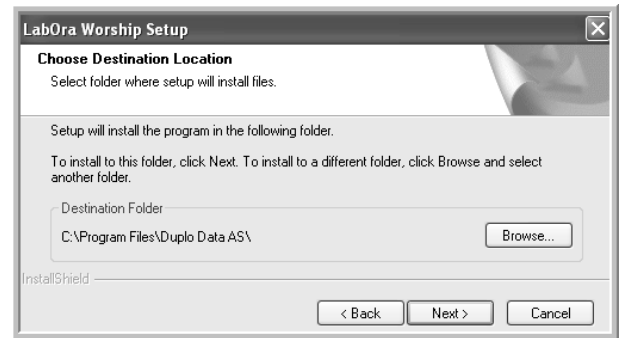 LabOra Worship Setup
Choose Destination Location
Select folder where setup will install files.
Setup will install the program in the following folder.
To install to this folder, click Next. To install to a different folder, click Browse and select
another folder.
Destination Folder
C:\Program Files\Duplo Data AS\
Browse...
InstallShield
< Back
Next >
Cancel